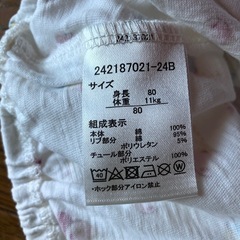 242187021-24B
サイズ
身長 80
体重 11kg
80
組成表示
本体 綿 100%
リブ部分 綿 95%
ポリウレタン 5%
チュール部分
ポリエステル 100%
・ホック部分アイロン禁止